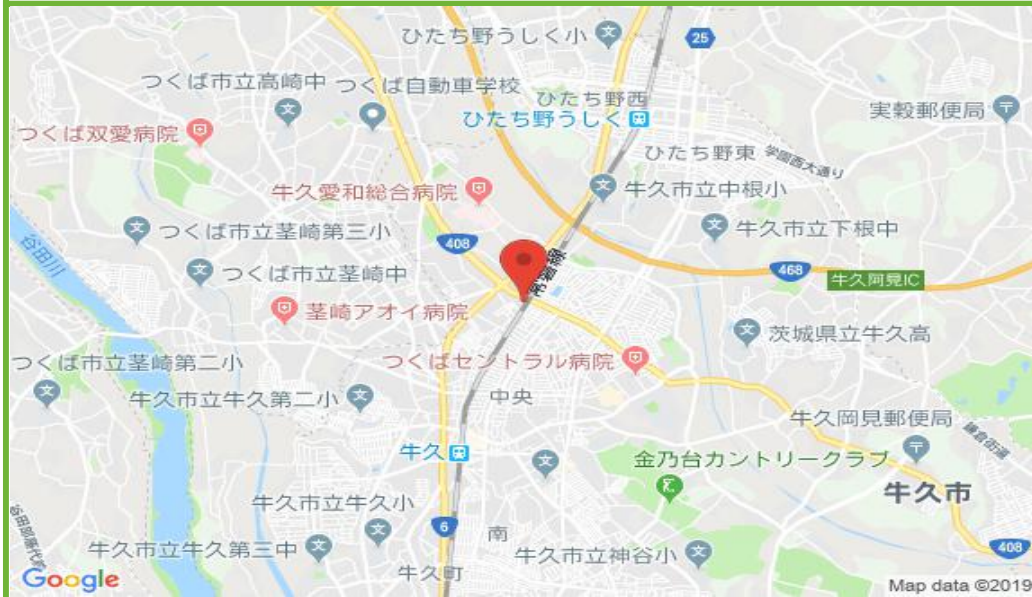 ひたち野うしく小
25
つくば市立高崎中
つくば自動車学校
ひたち野西
実穀郵便局
つくば双愛病院
ひたち野うしく
ひたち野東
学園西大通り
牛久愛和総合病院
牛久市立中根小
谷田川
つくば市立茎崎第三小
408
牛久市立下根中
常磐線
つくば市立茎崎中
468
牛久阿見IC
茎崎アオイ病院
茨城県立牛久高
つくば市立茎崎第二小
つくばセントラル病院
牛久市立牛久第二小
中央
牛久岡見郵便局
鎌倉街道
牛久
金乃台カントリークラブ
牛久市
牛久市立牛久小
6
南
408
牛久市立牛久第三中
牛久市立神谷小
牛久町
Google
Map data ©2019